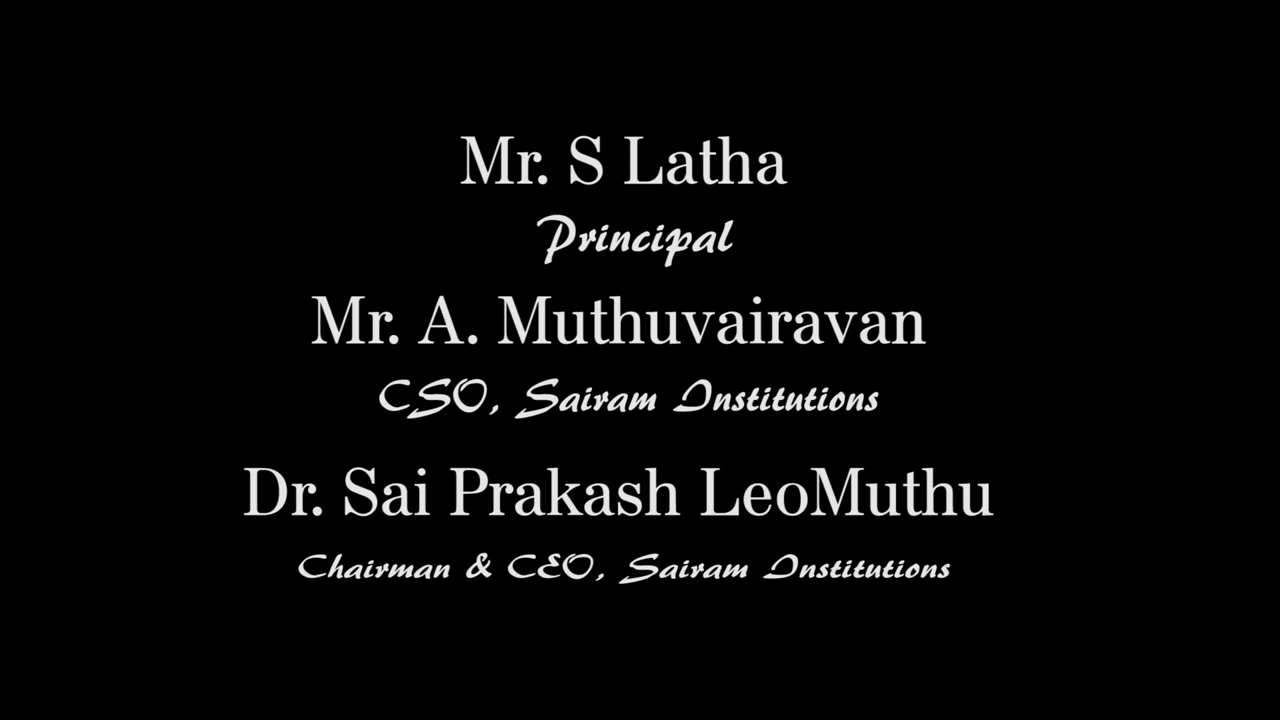 Mr. S Latha
Principal
Mr. A. Muthuvairavan
CSO, Sairam Institutions
Dr. Sai Prakash LeoMuthu
Chairman & CEO, Sairam Institutions